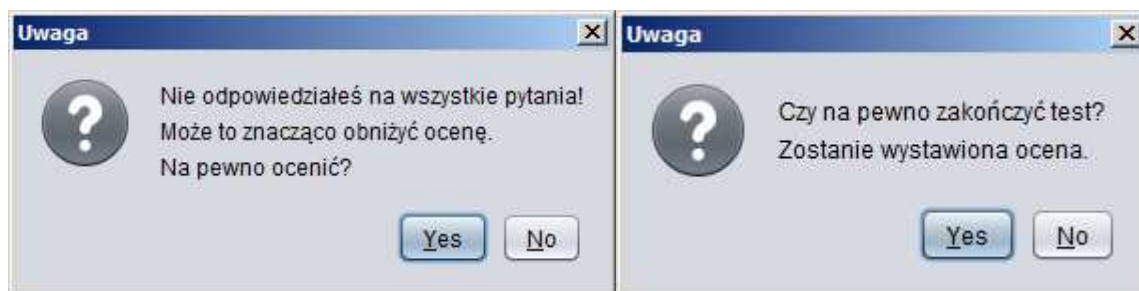 Uwaga
Nie odpowiedziałeś na wszystkie pytania!
Może to znacząco obniżyć ocenę.
Na pewno ocenić?
Yes No
Uwaga
Czy na pewno zakończyć test?
Zostanie wystawiona ocena.
Yes No